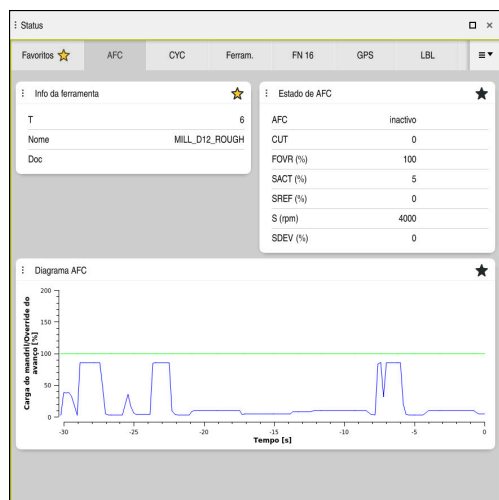 Status
Favoritos AFC CYC Ferram. FN 16 GPS LBL
Info da ferramenta
T 6
Nome MILL_D12_ROUGH
Doc
Estado de AFC
AFC inactivo
CUT 0
FOVR (%) 100
SACT (%) 5
SREF (%) 0
S (rpm) 4000
SDEV (%) 0
Diagrama AFC
Carga do mandril/Override do
avanço [%]
200
150
100
50
0
-30 -25 -20 -15 -10 -5 0
Tempo [s]